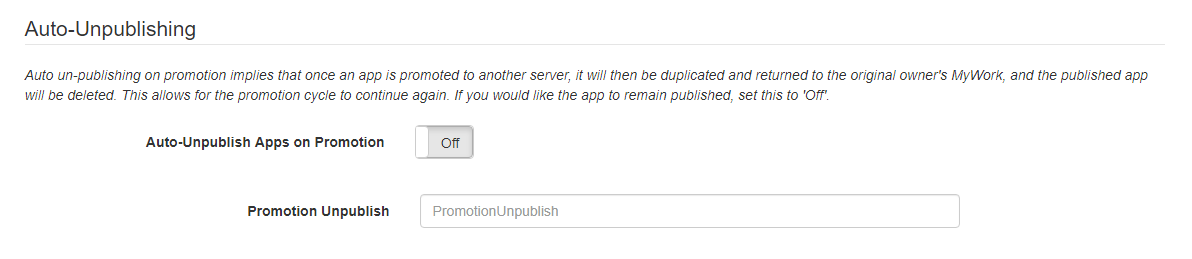 Auto-Unpublishing
Auto un-publishing on promotion implies that once an app is promoted to another server, it will then be duplicated and returned to the original owner's MyWork, and the published app
will be deleted. This allows for the promotion cycle to continue again. If you would like the app to remain published, set this to 'Off'.
Auto-Unpublish Apps on Promotion Off
Promotion Unpublish PromotionUnpublish